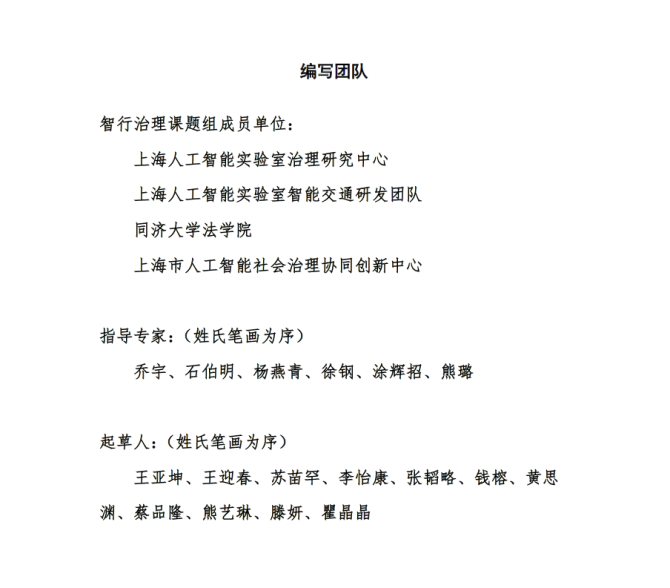 编写团队
智行治理课题组成员单位：
上海人工智能实验室治理研究中心
上海人工智能实验室智能交通研发团队
同济大学法学院
上海市人工智能社会治理协同创新中心
指导专家：（姓氏笔画为序）
乔宇、石伯明、杨燕青、徐钢、涂辉招、熊璐
起草人：（姓氏笔画为序）
王亚坤、王迎春、苏苗罕、李怡康、张韬略、钱榕、黄思
渊、蔡品隆、熊艺琳、滕妍、瞿晶晶